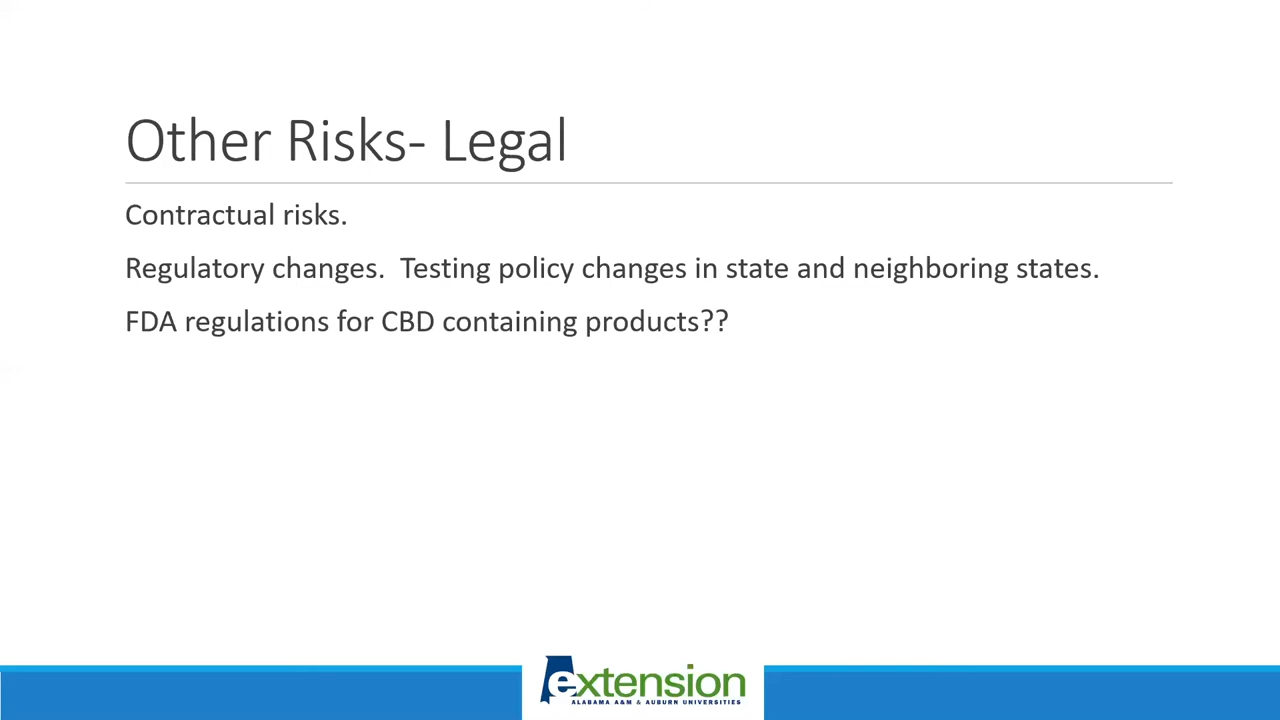 Other Risks- Legal
Contractual risks.
Regulatory changes.  Testing policy changes in state and neighboring states.
FDA regulations for CBD containing products??
extension
ALABAMA A&M & AUBURN UNIVERSITIES